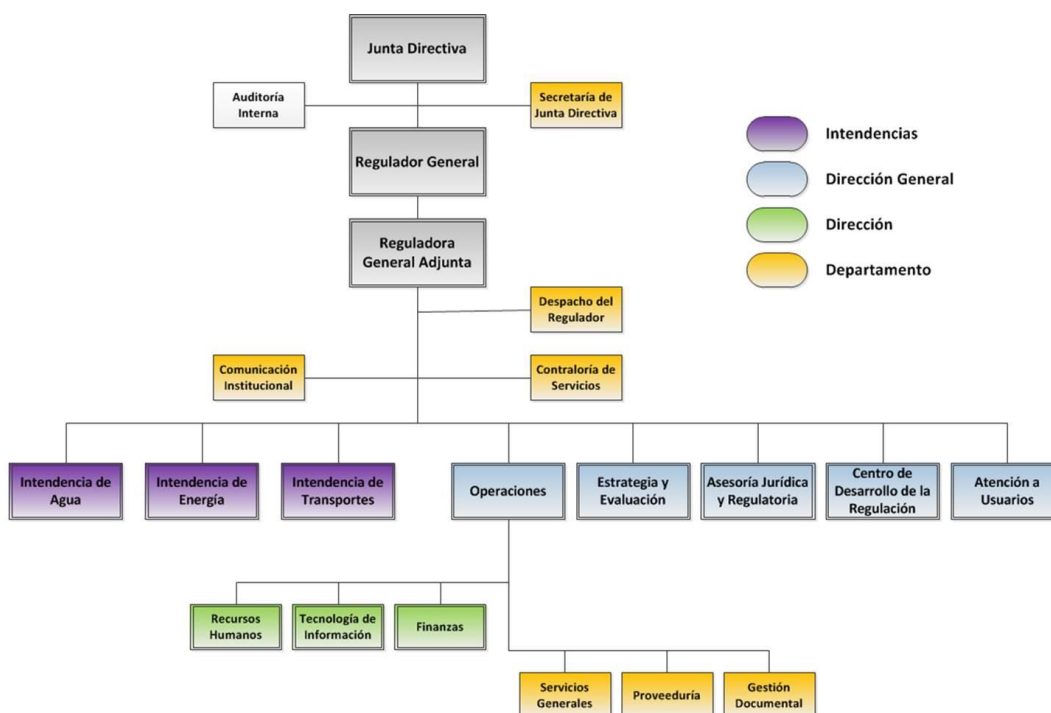 Junta Directiva
Auditoría
Interna
Secretaría de
Junta Directiva
Regulador General
Reguladora
General Adjunta
Despacho del
Regulador
Comunicación
Institucional
Contraloría de
Servicios
Intendencias
Dirección General
Dirección
Departamento
Intendencia de
Agua
Intendencia de
Energía
Intendencia de
Transportes
Operaciones
Estrategia y
Evaluación
Asesoría Jurídica
y Regulatoria
Centro de
Desarrollo de la
Regulación
Atención a
Usuarios
Recursos
Humanos
Tecnología de
Información
Finanzas
Servicios
Generales
Proveeduría
Gestión
Documental